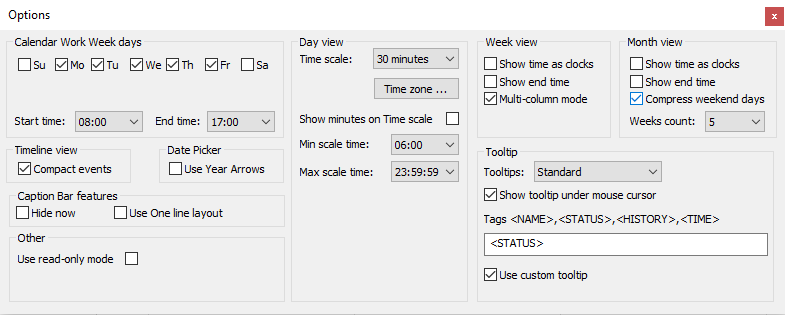 Options
x
Calendar Work Week days
Su Mo Tu We Th Fr Sa
Start time: 08:00 End time: 17:00
Timeline view
Compact events
Date Picker
Use Year Arrows
Caption Bar features
Hide now Use One line layout
Other
Use read-only mode
Day view
Time scale: 30 minutes
Time zone ...
Show minutes on Time scale
Min scale time: 06:00
Max scale time: 23:59:59
Week view
Show time as clocks
Show end time
Multi-column mode
Month view
Show time as clocks
Show end time
Compress weekend days
Weeks count: 5
Tooltip
Tooltips: Standard
Show tooltip under mouse cursor
Tags <NAME>,<STATUS>,<HISTORY>,<TIME>
<STATUS>
Use custom tooltip